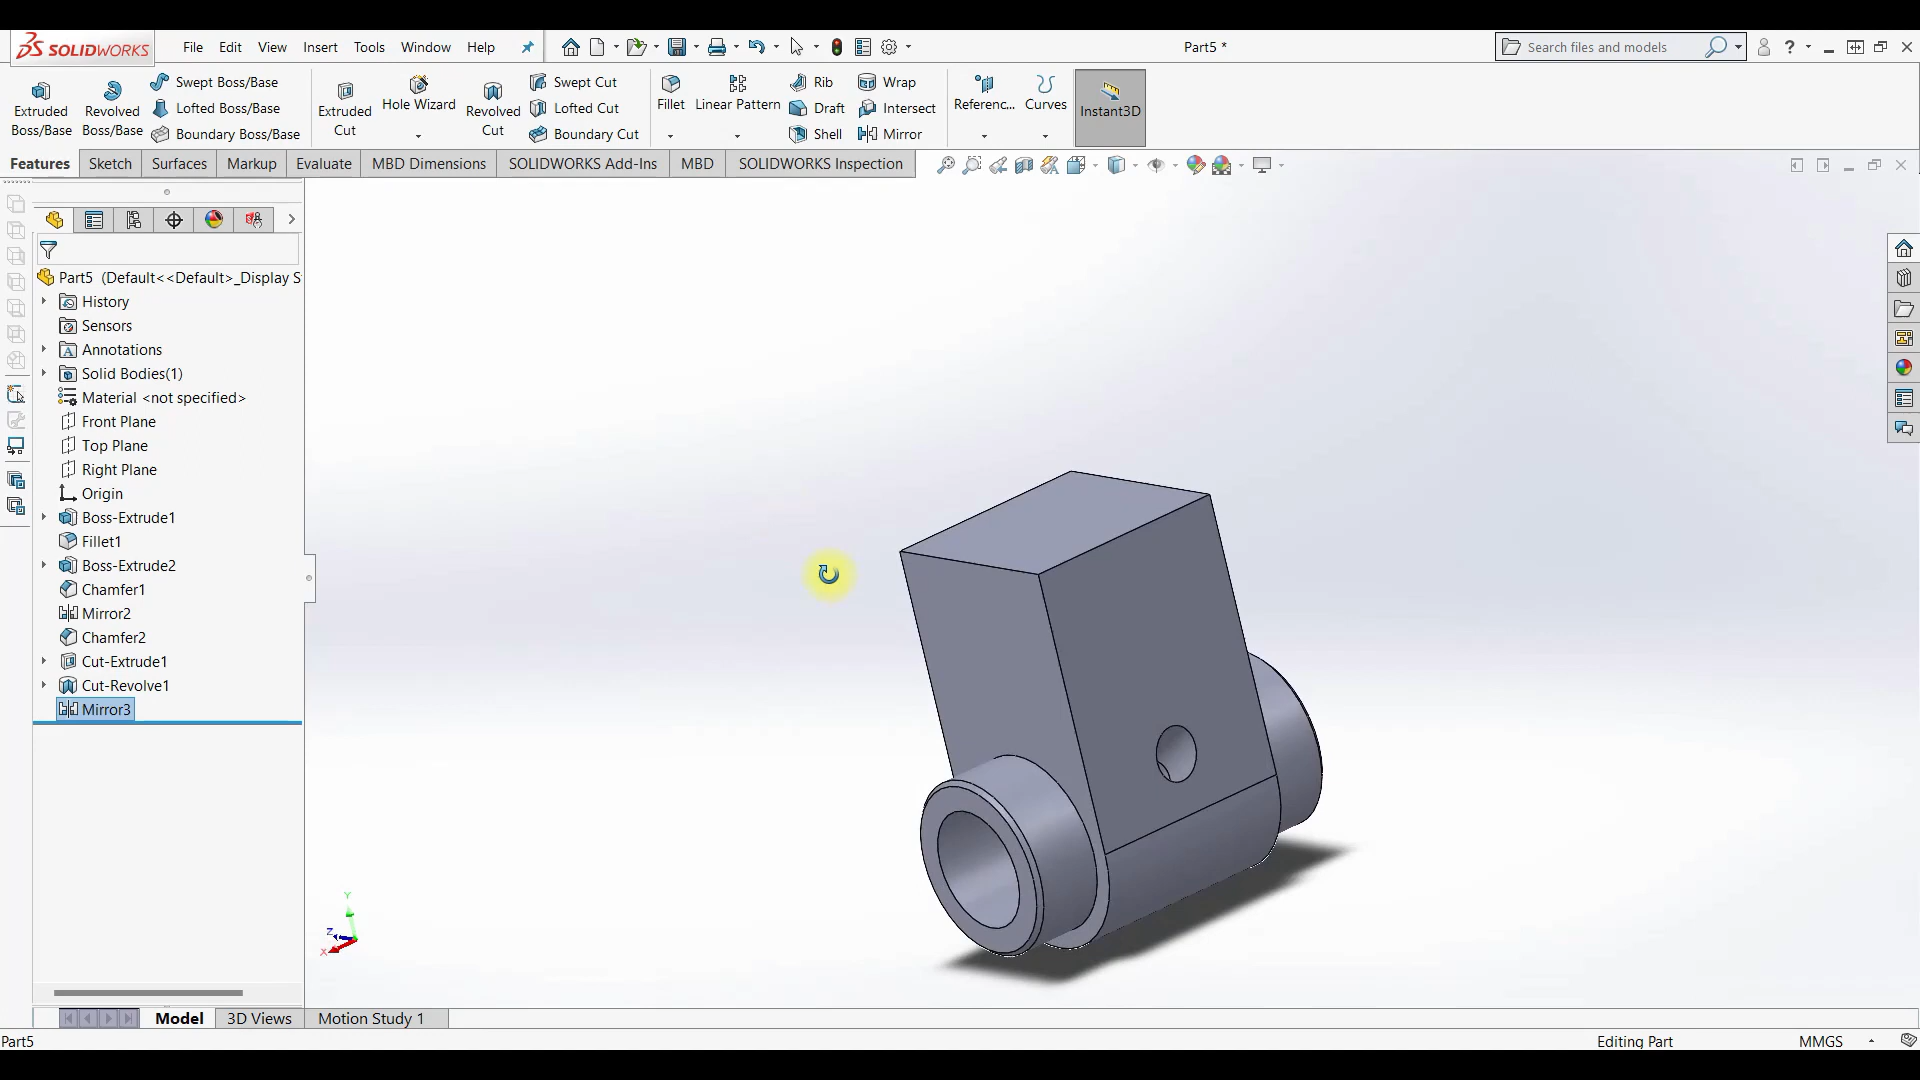 SOLIDWORKS File Edit View Insert Tools Window Help Part5 * Search files and models
Extruded Boss/Base
Revolved Boss/Base
Swept Boss/Base
Lofted Boss/Base
Boundary Boss/Base
Extruded Cut
Hole Wizard
Revolved Cut
Swept Cut
Lofted Cut
Boundary Cut
Fillet
Linear Pattern
Rib
Draft
Shell
Wrap
Intersect
Mirror
Referenc...
Curves
Instant3D
Features Sketch Surfaces Markup Evaluate MBD Dimensions SOLIDWORKS Add-Ins MBD SOLIDWORKS Inspection
Part5 (Default<<Default>_Display S
History
Sensors
Annotations
Solid Bodies(1)
Material <not specified>
Front Plane
Top Plane
Right Plane
Origin
Boss-Extrude1
Fillet1
Boss-Extrude2
Chamfer1
Mirror2
Chamfer2
Cut-Extrude1
Cut-Revolve1
Mirror3
Y
Z
X
Model 3D Views Motion Study 1
Part5 Editing Part MMGS